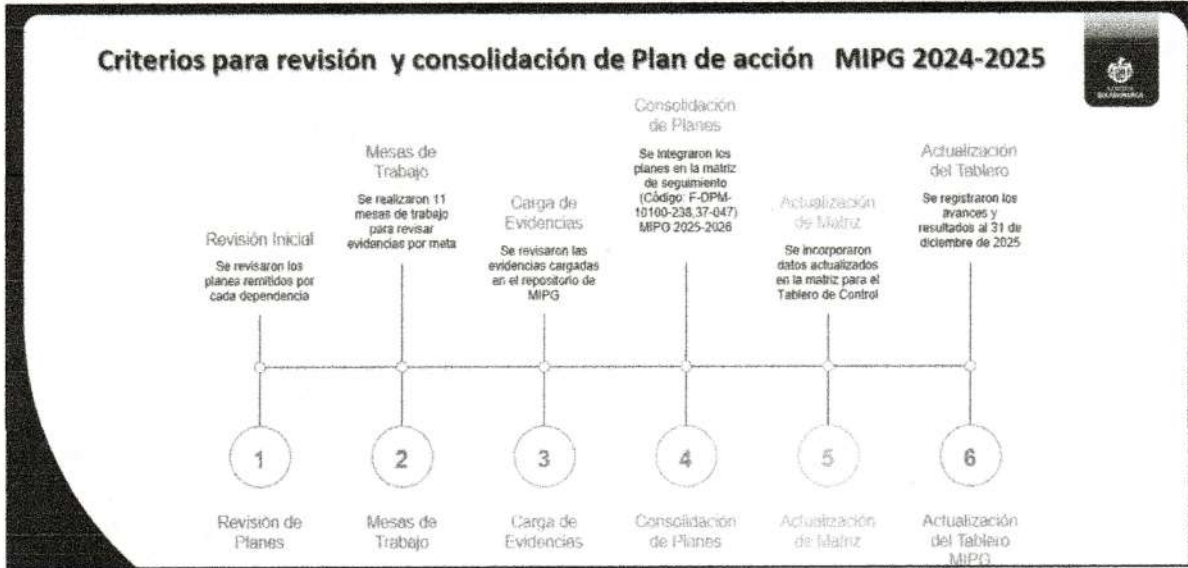 Criterios para revisión y consolidación de Plan de acción MIPG 2024-2025
Revisión Inicial
Se revisaron los
planea remitidos por
cada dependencia
Mesas de
Trabajo
Se realizaron 11
mesas de trabajo
para revisar
evidencias por meta
Carga de
Evidencias
Se revisaron las
evidencias cargadas
en el repositorio de
MIPG
Consolidación
de Planes
Se integraron los
planes en la matriz
de seguimiento
(Código: F-DPM-
10100-238,37-047)
MIPG 2025-2026
Actualización
de Matriz
Se incorporaron
datos actualizados
en la matriz para el
Tablero de Control
Actualización
del Tablero
Se registraron los
avances y
resultados al 31 de
diciembre de 2025
1
2
3
4
5
6
Revisión de
Planes
Mesas de
Trabajo
Carga de
Evidencias
Consolidación
de Planes
Actualización
de Matriz
Actualización
del Tablero
MIPG